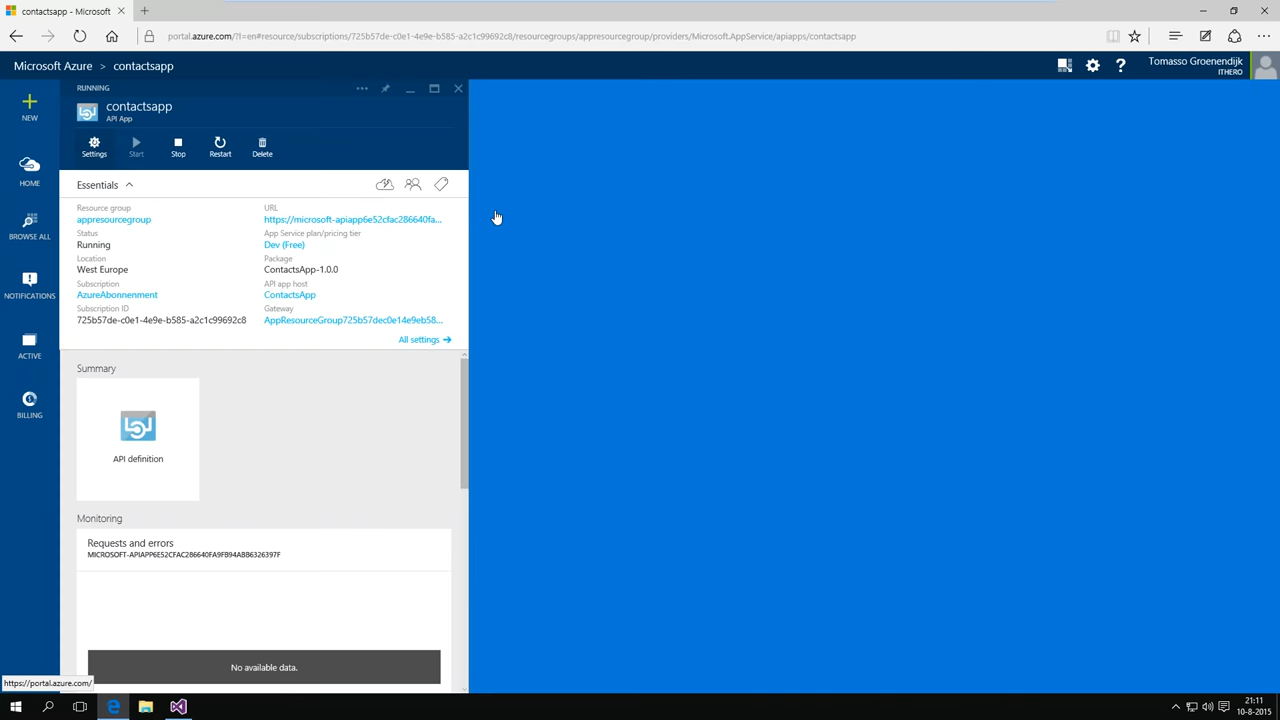 contactsapp - Microsoft
portal.azure.com/?l=en#resource/subscriptions/725b57de-c0e1-4e9e-b585-a2c1c99692c8/resourcegroups/appresourcegroup/providers/Microsoft.AppService/apiapps/contactsapp
Microsoft Azure > contactsapp
Tomasso Groenendijk
ITHERO
NEW
HOME
BROWSE ALL
NOTIFICATIONS
ACTIVE
BILLING
RUNNING
contactsapp
API App
Settings
Start
Stop
Restart
Delete
Essentials
Resource group
appresourcegroup
URL
https://microsoft-apiapp6e52cfac286640fa...
Status
Running
App Service plan/pricing tier
Dev (Free)
Location
West Europe
Package
ContactsApp-1.0.0
Subscription
AzureAbonnenment
API app host
ContactsApp
Subscription ID
725b57de-c0e1-4e9e-b585-a2c1c99692c8
Gateway
AppResourceGroup725b57dec0e14e9eb58...
All settings
Summary
API definition
Monitoring
Requests and errors
MICROSOFT-APIAPP6E52CFAC286640FA9FB94ABB6326397F
No available data.
https://portal.azure.com/
21:11
10-8-2015